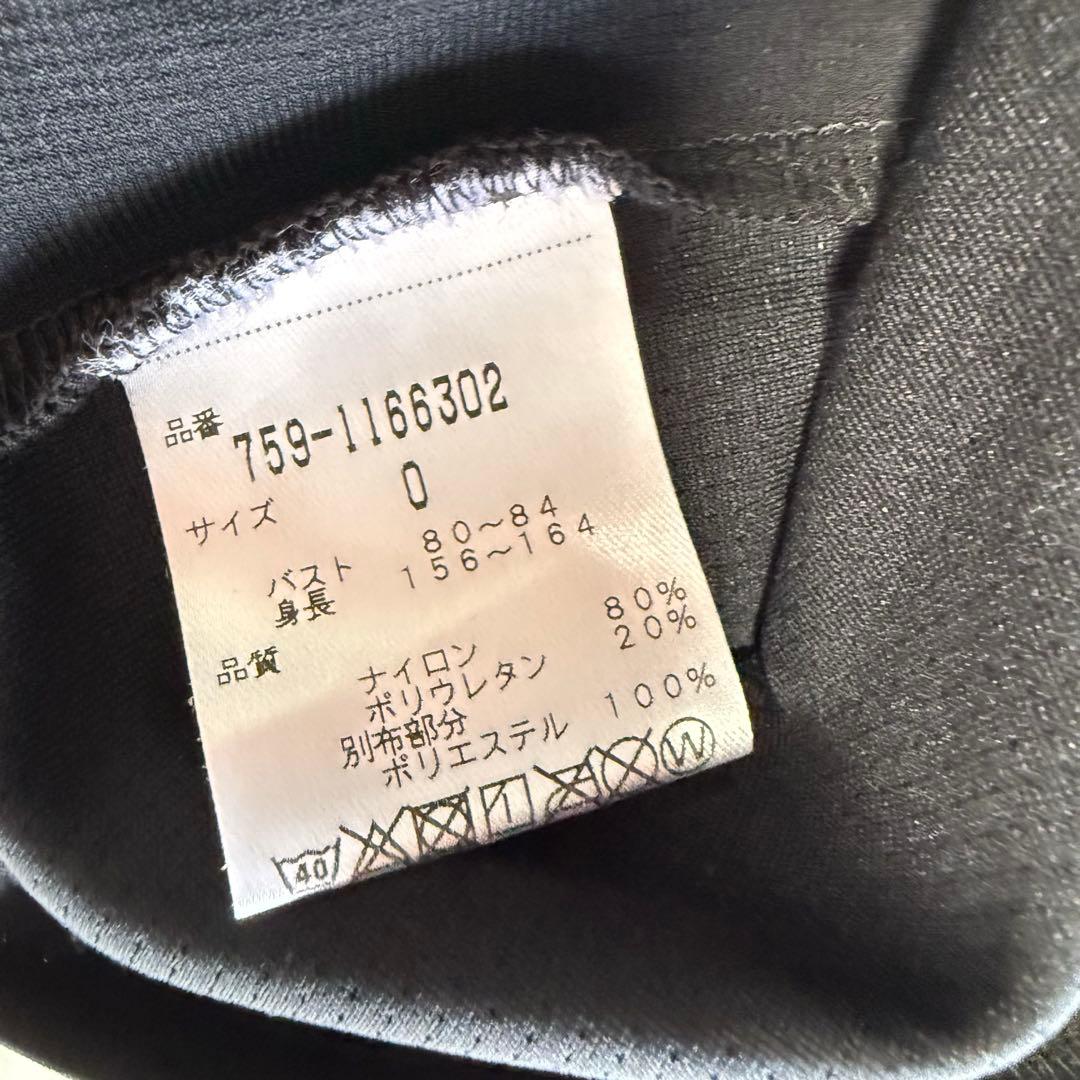 品番 759-1166302
サイズ 0
バスト 80～84
身長 156～164
品質 ナイロン 80%
ポリウレタン 20%
別布部分
ポリエステル 100%
40 W